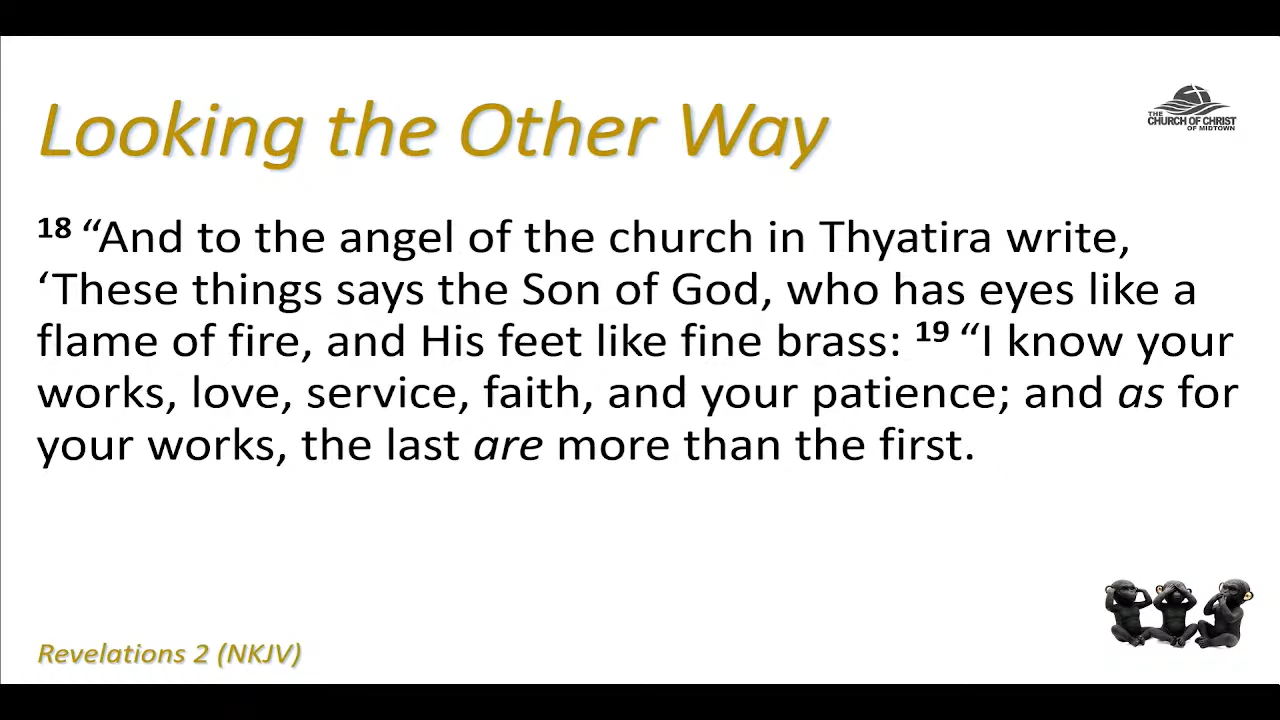 Looking the Other Way
THE
CHURCH OF CHRIST
OF MIDTOWN
18 “And to the angel of the church in Thyatira write,
‘These things says the Son of God, who has eyes like a
flame of fire, and His feet like fine brass: 19 “I know your
works, love, service, faith, and your patience; and as for
your works, the last are more than the first.
Revelations 2 (NKJV)